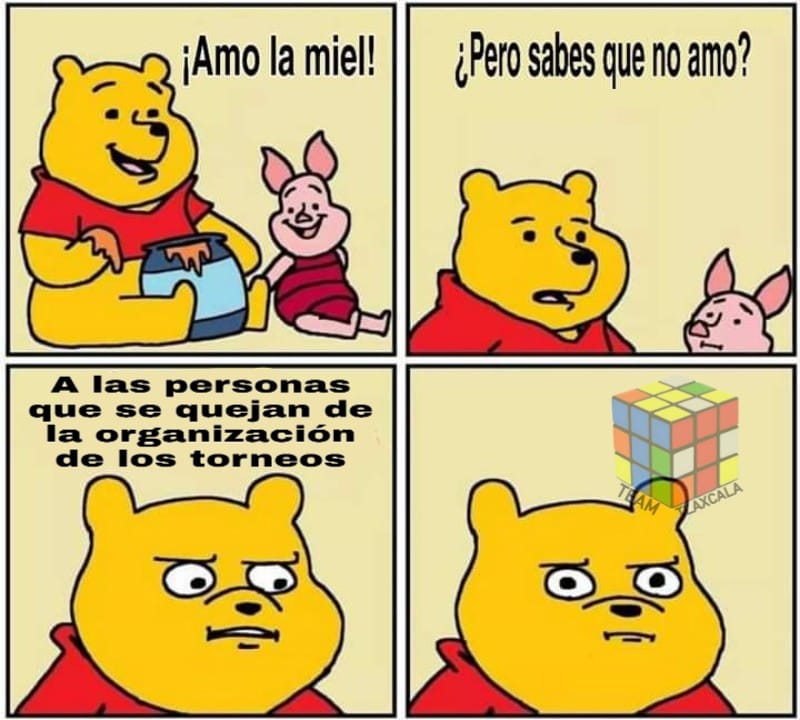 ¡Amo la miel!
¿Pero sabes que no amo?
A las personas
que se quejan de
la organización
de los torneos
TEAM TLAXCALA